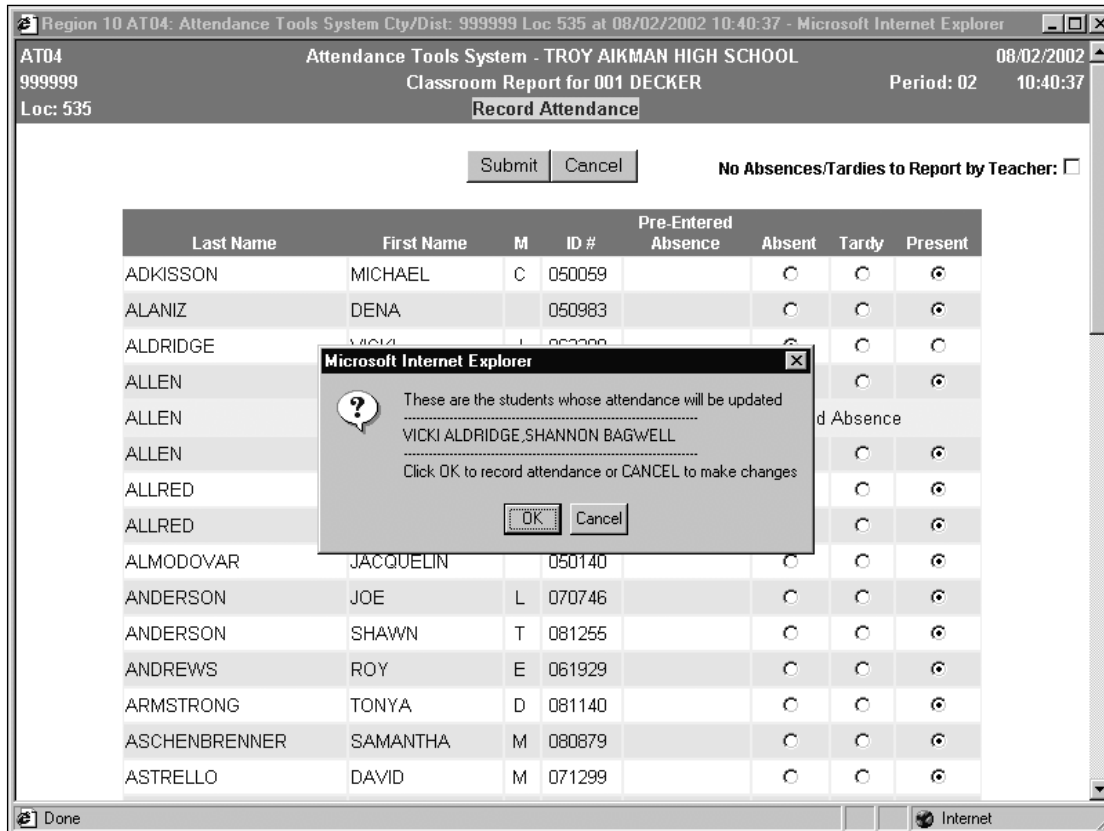 Region 10 AT04: Attendance Tools System Cty/Dist: 999999 Loc 535 at 08/02/2002 10:40:37 - Microsoft Internet Explorer
AT04 Attendance Tools System - TROY AIKMAN HIGH SCHOOL 08/02/2002
999999 Classroom Report for 001 DECKER Period: 02 10:40:37
Loc: 535 Record Attendance
Submit Cancel No Absences/Tardies to Report by Teacher:
Pre-Entered
Last Name First Name M ID # Absence Absent Tardy Present
ADKISSON MICHAEL C 050059
ALANIZ DENA 050983
ALDRIDGE
ALLEN
ALLEN d Absence
ALLEN
ALLRED
ALLRED
Microsoft Internet Explorer
These are the students whose attendance will be updated
VICKI ALDRIDGE,SHANNON BAGWELL
Click OK to record attendance or CANCEL to make changes
OK Cancel
ALMODOVAR JACQUELIN 050140
ANDERSON JOE L 070746
ANDERSON SHAWN T 081255
ANDREWS ROY E 061929
ARMSTRONG TONYA D 081140
ASCHENBRENNER SAMANTHA M 080879
ASTRELLO DAVID M 071299
Done Internet